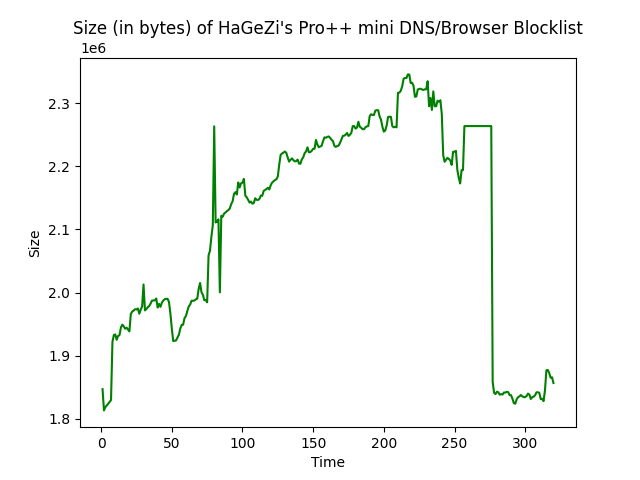 Size (in bytes) of HaGeZi's Pro++ mini DNS/Browser Blocklist
1e6
2.3
2.2
2.1
2.0
1.9
1.8
Size
0 50 100 150 200 250 300
Time